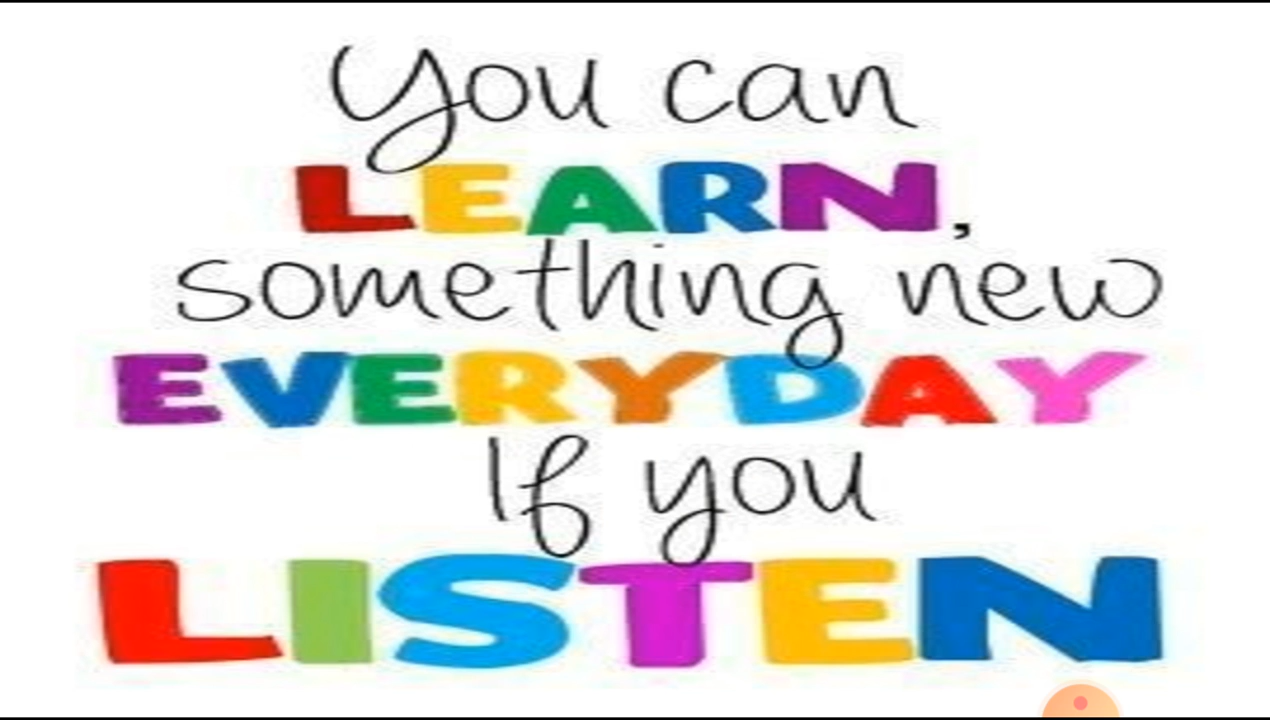 You can
LEARN,
something new
EVERYDAY
If you
LISTEN